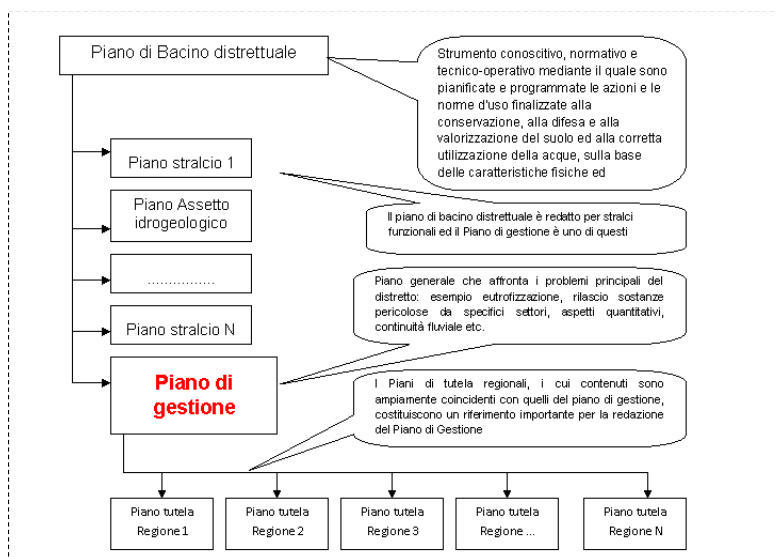 Piano di Bacino distrettuale
Strumento conoscitivo, normativo e
tecnico-operativo mediante il quale sono
pianificate e programmate le azioni e le
norme d'uso finalizzate alla
conservazione, alla difesa e alla
valorizzazione del suolo ed alla corretta
utilizzazione della acque, sulla base
delle caratteristiche fisiche ed
Piano stralcio 1
Piano Assetto
idrogeologico
Il piano di bacino distrettuale è redatto per stralci
funzionali ed il Piano di gestione è uno di questi
................
Piano generale che affronta i problemi principali del
distretto: esempio eutrofizzazione, rilascio sostanze
pericolose da specifici settori, aspetti quantitativi,
continuità fluviale etc.
Piano stralcio N
Piano di
gestione
I Piani di tutela regionali, i cui contenuti sono
ampiamente coincidenti con quelli del piano di gestione,
costituiscono un riferimento importante per la redazione
del Piano di Gestione
Piano tutela
Regione 1
Piano tutela
Regione 2
Piano tutela
Regione 3
Piano tutela
Regione ...
Piano tutela
Regione N